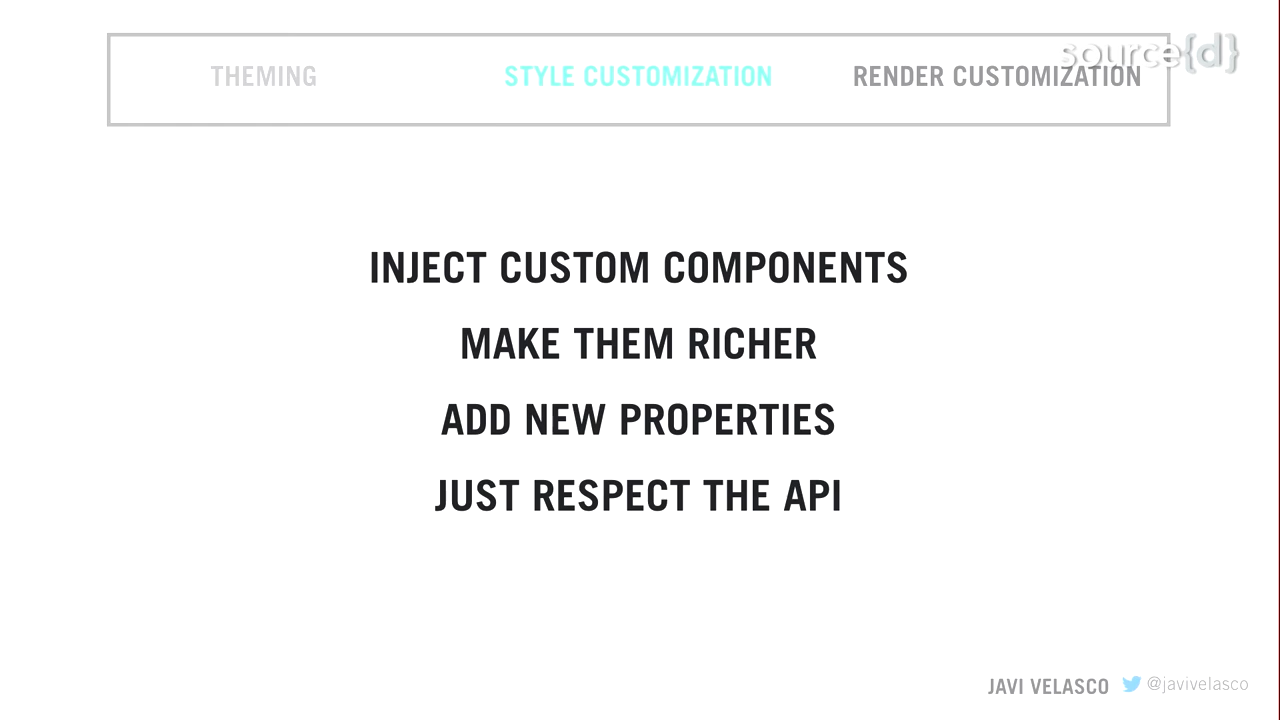 THEMING
STYLE CUSTOMIZATION
RENDER CUSTOMIZATION
source{d}
INJECT CUSTOM COMPONENTS
MAKE THEM RICHER
ADD NEW PROPERTIES
JUST RESPECT THE API
JAVI VELASCO @javivelasco